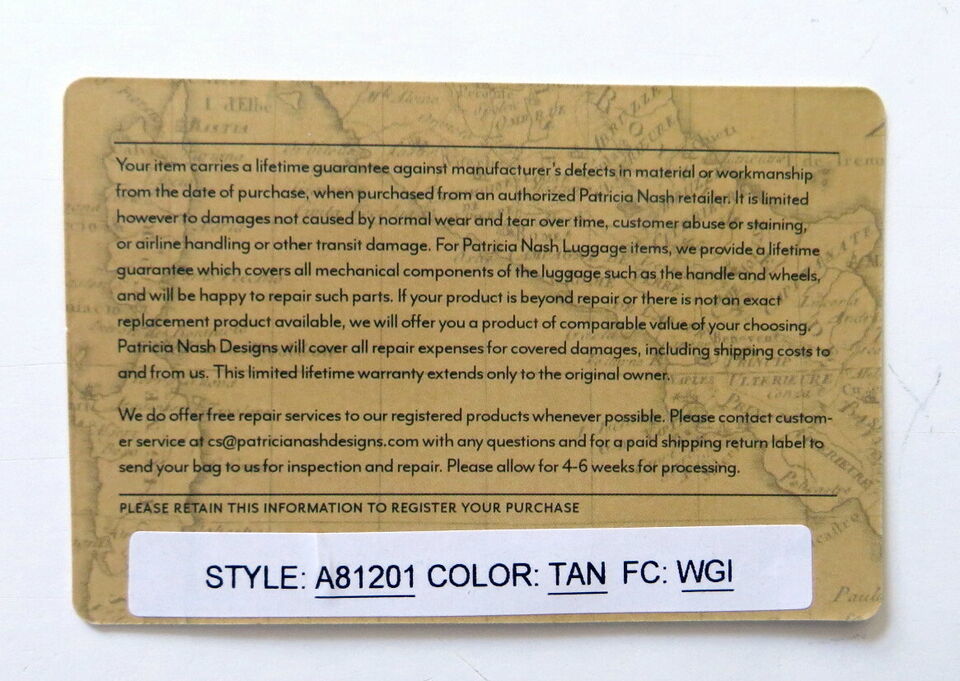 I. d'Elbe
BASTIA
Your item carries a lifetime guarantee against manufacturer's defects in material or workmanship
from the date of purchase, when purchased from an authorized Patricia Nash retailer. It is limited
however to damages not caused by normal wear and tear over time, customer abuse or staining,
or airline handling or other transit damage. For Patricia Nash Luggage items, we provide a lifetime
guarantee which covers all mechanical components of the luggage such as the handle and wheels,
and will be happy to repair such parts. If your product is beyond repair or there is not an exact
replacement product available, we will offer you a product of comparable value of your choosing.
Patricia Nash Designs will cover all repair expenses for covered damages, including shipping costs to
and from us. This limited lifetime warranty extends only to the original owner.
ULTERIEURE
We do offer free repair services to our registered products whenever possible. Please contact custom-
er service at cs@patricianashdesigns.com with any questions and for a paid shipping return label to
send your bag to us for inspection and repair. Please allow for 4-6 weeks for processing.
PLEASE RETAIN THIS INFORMATION TO REGISTER YOUR PURCHASE
STYLE: A81201 COLOR: TAN FC: WGI